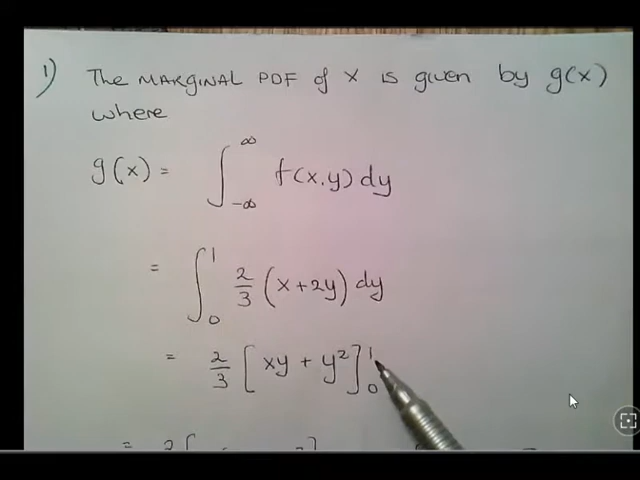 1) The MARGINAL PDF of X is given by g(x)
where
g(x) = ∫_{-∞}^{∞} f(x,y) dy
= ∫_0^1 2/3 (x+2y) dy
= 2/3 [xy + y²]_0^1
= 2 [